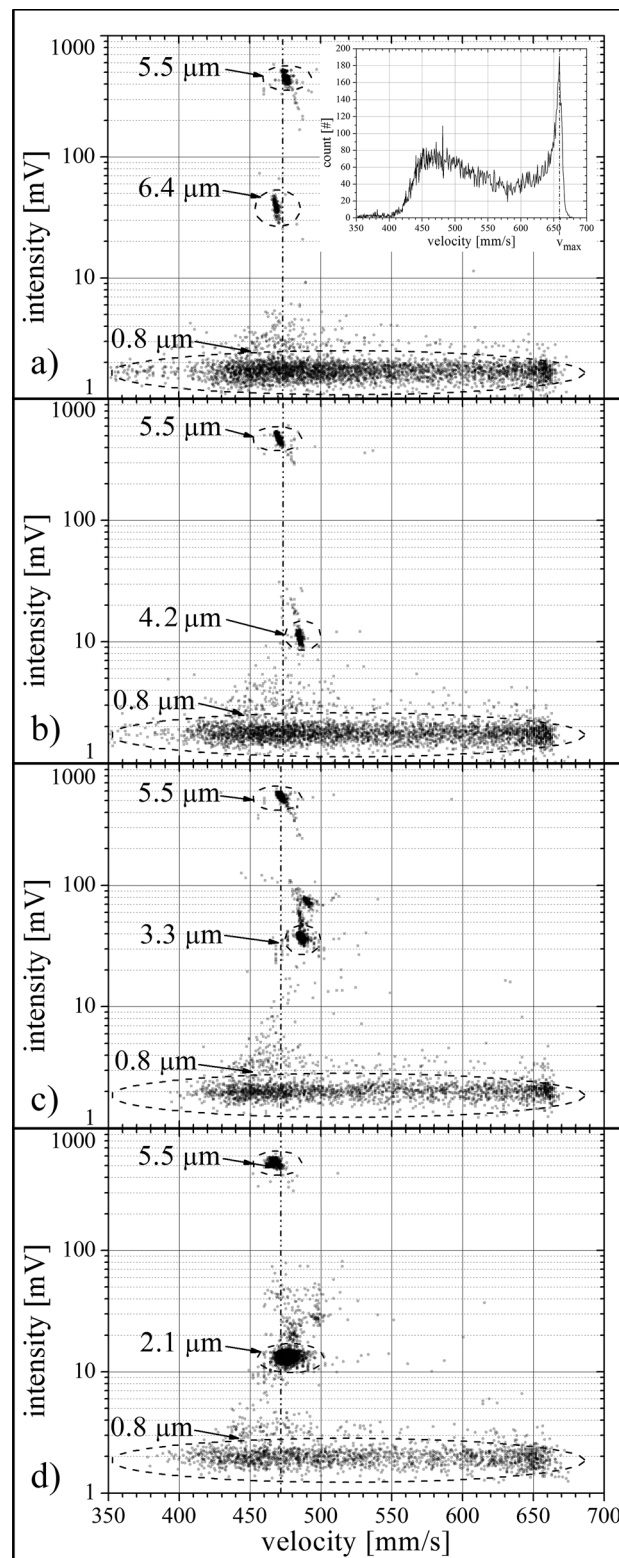 1000
100
10
1
intensity [mV]
5.5 µm
6.4 µm
0.8 µm
a)
200
180
160
140
120
100
80
60
40
20
0
count [#]
350 400 450 500 550 600 650 700
velocity [mm/s]
vmax
1000
100
10
1
intensity [mV]
5.5 µm
4.2 µm
0.8 µm
b)
1000
100
10
1
intensity [mV]
5.5 µm
3.3 µm
0.8 µm
c)
1000
100
10
1
intensity [mV]
5.5 µm
2.1 µm
0.8 µm
d)
350 400 450 500 550 600 650 700
velocity [mm/s]